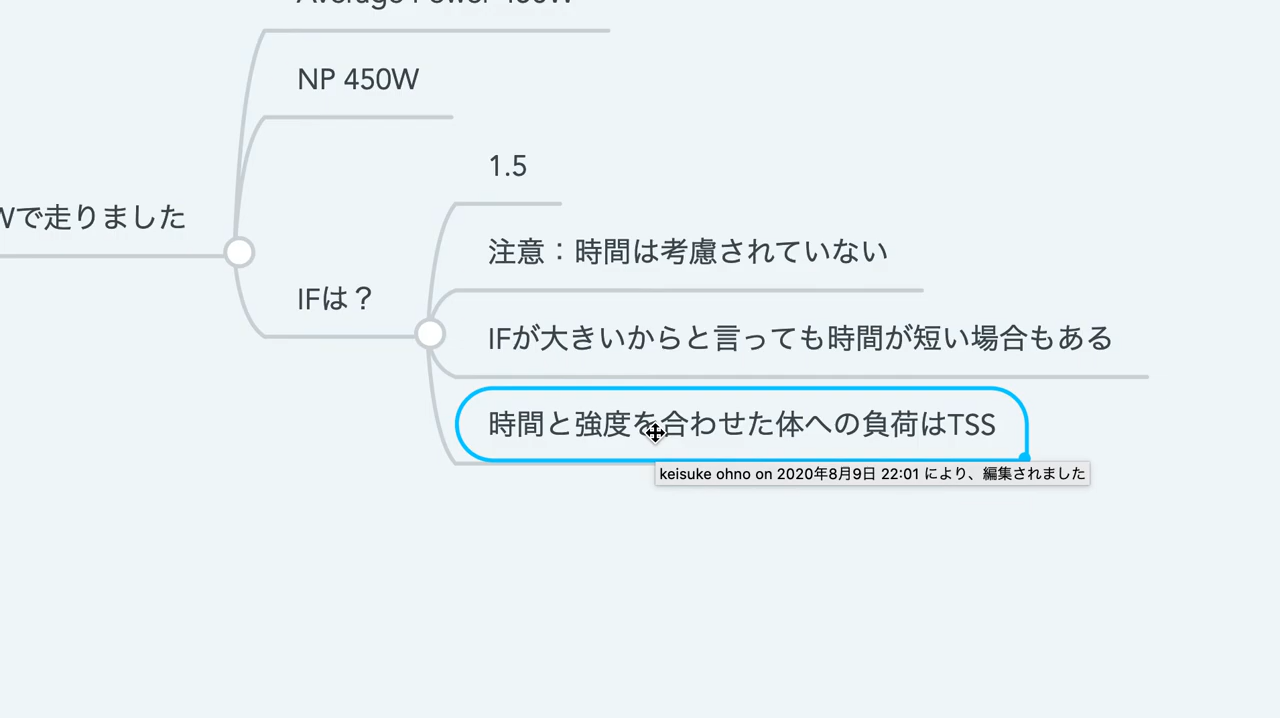 NP 450W
1.5
Wで走りました
注意：時間は考慮されていない
IFは？
IFが大きいからと言っても時間が短い場合もある
時間と強度を合わせた体への負荷はTSS
keisuke ohno on 2020年8月9日 22:01 により、編集されました